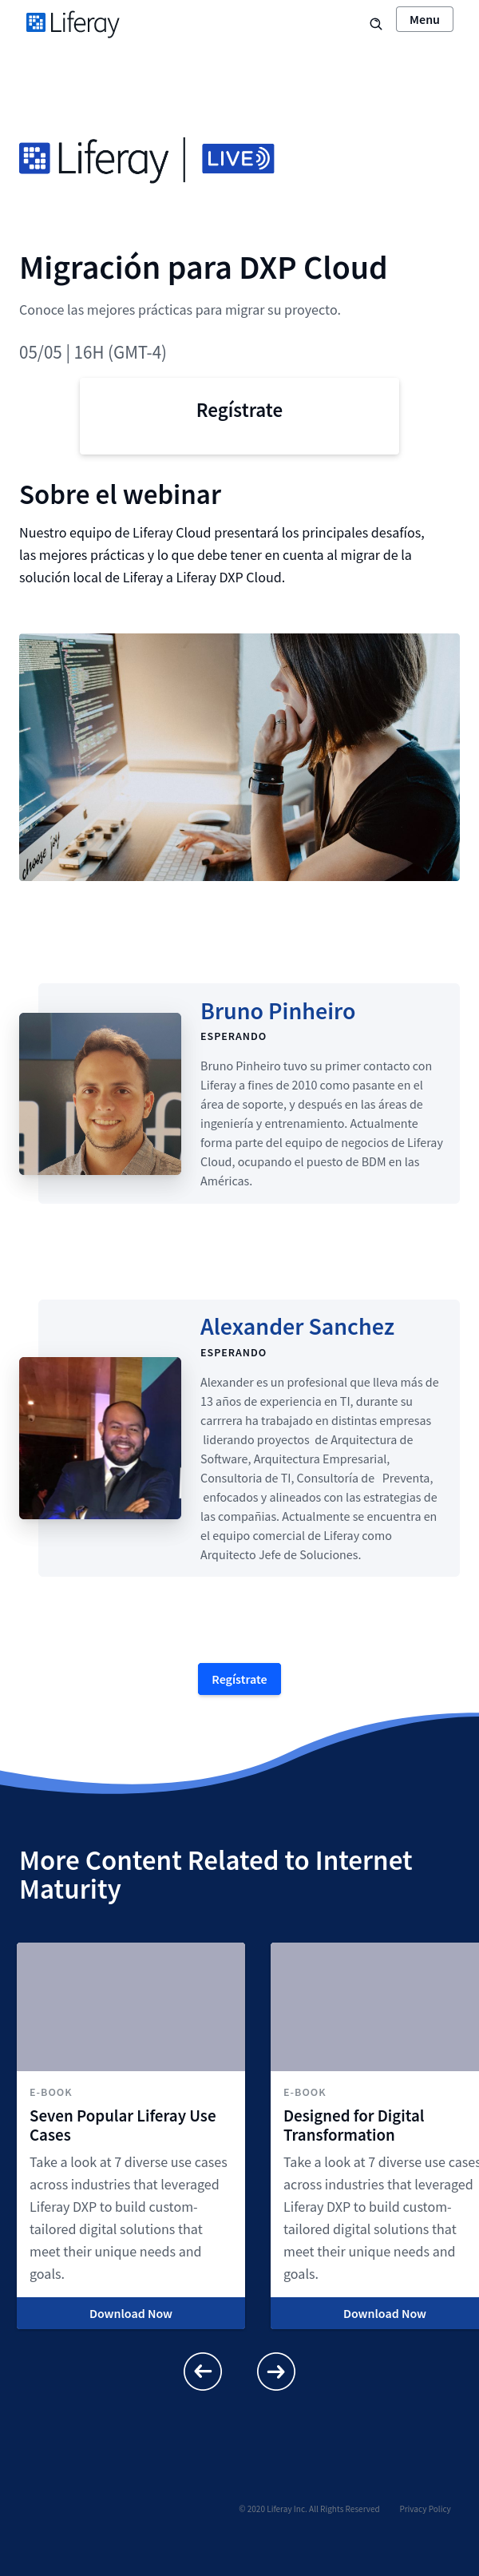 Liferay
Menu
Liferay | LIVE
Migración para DXP Cloud
Conoce las mejores prácticas para migrar su proyecto.
05/05 | 16H (GMT-4)
Regístrate
Sobre el webinar
Nuestro equipo de Liferay Cloud presentará los principales desafíos,
las mejores prácticas y lo que debe tener en cuenta al migrar de la
solución local de Liferay a Liferay DXP Cloud.
choose joy
Bruno Pinheiro
ESPERANDO
Bruno Pinheiro tuvo su primer contacto con
Liferay a fines de 2010 como pasante en el
área de soporte, y después en las áreas de
ingeniería y entrenamiento. Actualmente
forma parte del equipo de negocios de Liferay
Cloud, ocupando el puesto de BDM en las
Américas.
Alexander Sanchez
ESPERANDO
Alexander es un profesional que lleva más de
13 años de experiencia en TI, durante su
carrrera ha trabajado en distintas empresas
liderando proyectos de Arquitectura de
Software, Arquitectura Empresarial,
Consultoria de TI, Consultoría de Preventa,
enfocados y alineados con las estrategias de
las compañias. Actualmente se encuentra en
el equipo comercial de Liferay como
Arquitecto Jefe de Soluciones.
Regístrate
More Content Related to Internet
Maturity
E-BOOK
Seven Popular Liferay Use
Cases
Take a look at 7 diverse use cases
across industries that leveraged
Liferay DXP to build custom-
tailored digital solutions that
meet their unique needs and
goals.
Download Now
E-BOOK
Designed for Digital
Transformation
Take a look at 7 diverse use cases
across industries that leveraged
Liferay DXP to build custom-
tailored digital solutions that
meet their unique needs and
goals.
Download Now
© 2020 Liferay Inc. All Rights Reserved
Privacy Policy